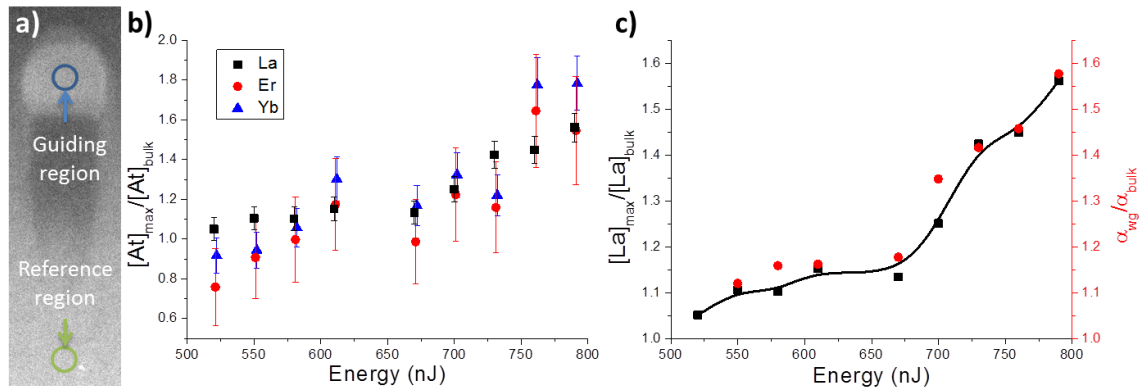 a)
Guiding
region
Reference
region
b)
[At]max/[At]bulk
2.0
1.8
1.6
1.4
1.2
1.0
0.8
0.6
La
Er
Yb
500
550
600
650
700
750
800
Energy (nJ)
c)
[La]max/[La]bulk
1.6
1.5
1.4
1.3
1.2
1.1
1.0
500
550
600
650
700
750
800
Energy (nJ)
1.6
1.5
1.4
1.3
1.2
1.1
1.0
αwg/αbulk